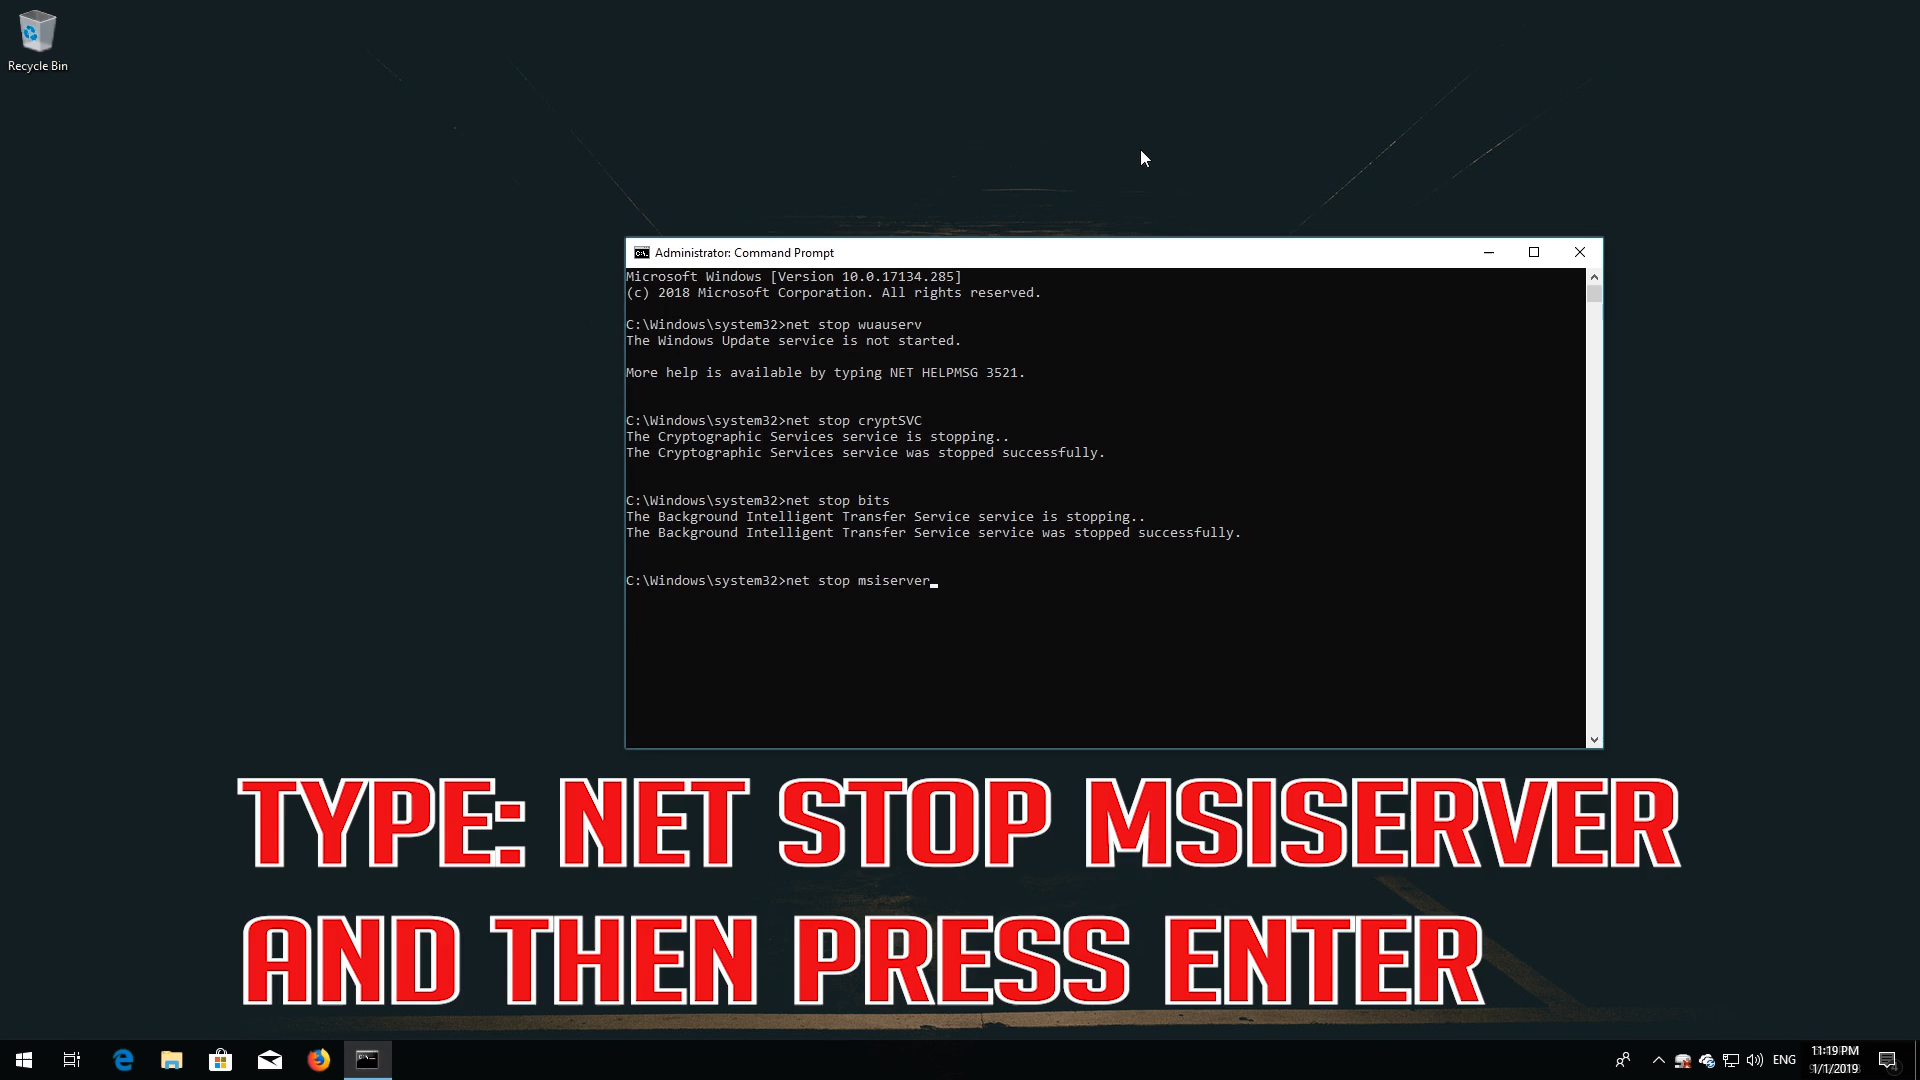 Recycle Bin
Administrator: Command Prompt
Microsoft Windows [Version 10.0.17134.285]
(c) 2018 Microsoft Corporation. All rights reserved.
C:\Windows\system32>net stop wuauserv
The Windows Update service is not started.
More help is available by typing NET HELPMSG 3521.
C:\Windows\system32>net stop cryptSVC
The Cryptographic Services service is stopping..
The Cryptographic Services service was stopped successfully.
C:\Windows\system32>net stop bits
The Background Intelligent Transfer Service service is stopping..
The Background Intelligent Transfer Service service was stopped successfully.
C:\Windows\system32>net stop msiserver
TYPE: NET STOP MSISERVER
AND THEN PRESS ENTER
ENG
11:19 PM
1/1/2019